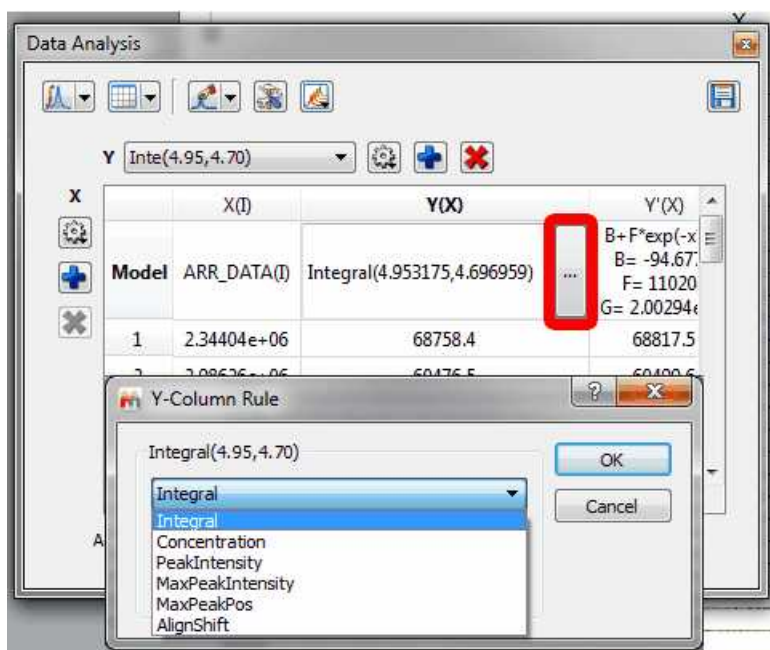 Data Analysis
Y Inte(4.95,4.70)
X
X(I) Y(X) Y'(X)
Model ARR_DATA(I) Integral(4.953175,4.696959) ...
B+F*exp(-x
B= -94.67
F= 11020
G= 2.00294e
1 2.34404e+06 68758.4 68817.5
Y-Column Rule
Integral(4.95,4.70)
OK
Integral
Cancel
Integral
Concentration
PeakIntensity
MaxPeakIntensity
MaxPeakPos
AlignShift
A